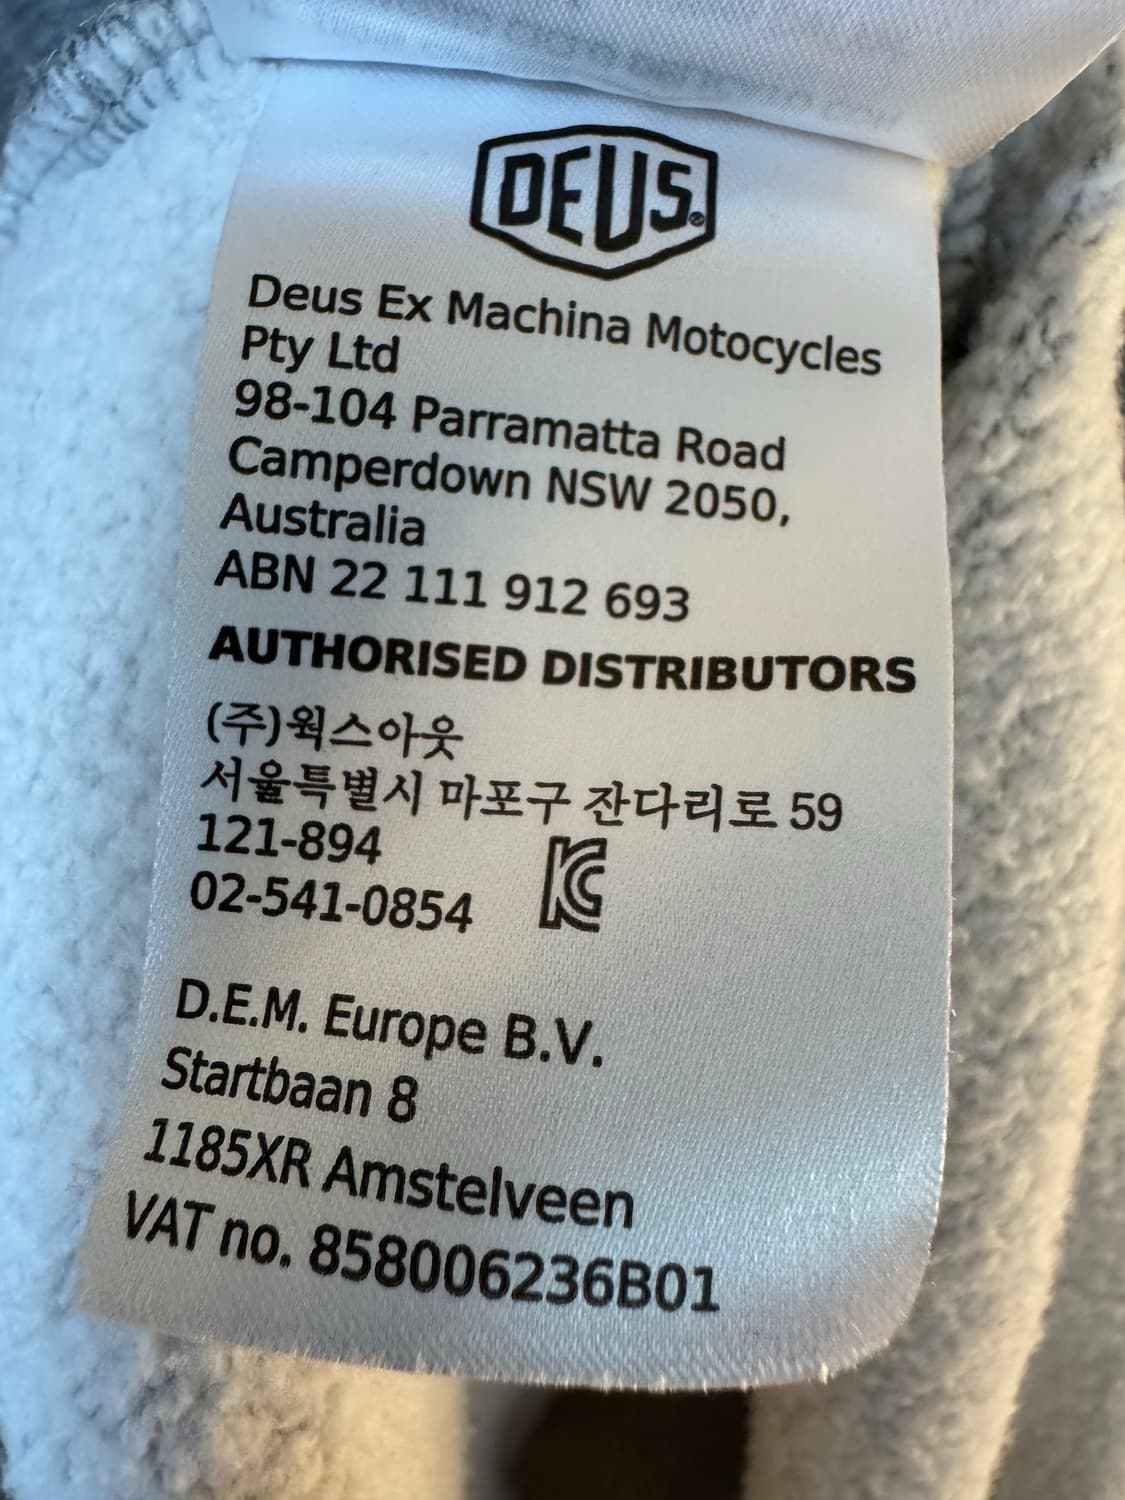 DEUS®
Deus Ex Machina Motocycles
Pty Ltd
98-104 Parramatta Road
Camperdown NSW 2050,
Australia
ABN 22 111 912 693
AUTHORISED DISTRIBUTORS
(주)웍스아웃
서울특별시 마포구 잔다리로 59
121-894
02-541-0854
KC
D.E.M. Europe B.V.
Startbaan 8
1185XR Amstelveen
VAT no. 858006236B01